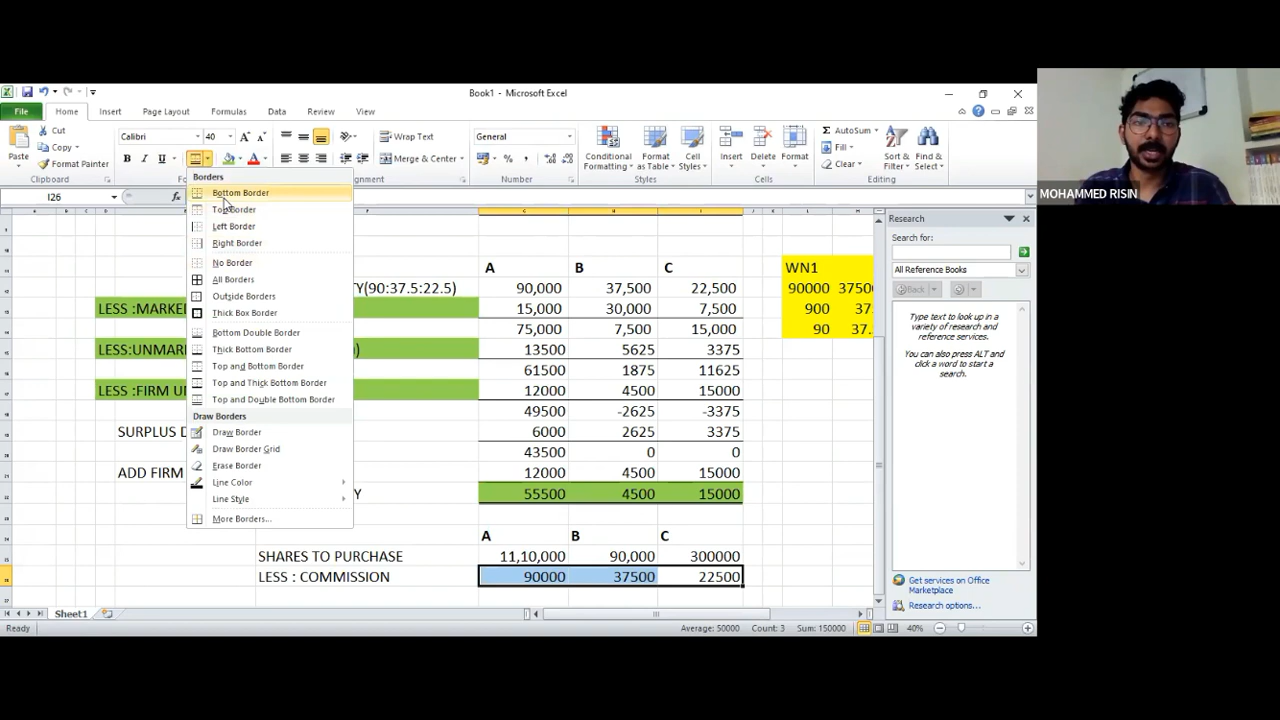 Book1 - Microsoft Excel
File Home Insert Page Layout Formulas Data Review View
Cut
Copy
Format Painter
Paste
Clipboard
Calibri 40
B I U
Wrap Text
Merge & Center
General
Number
Conditional Formatting
Format as Table
Cell Styles
Styles
Insert Delete Format
Cells
AutoSum
Fill
Clear
Sort & Filter
Find & Select
Editing
I26
fx
Borders
Bottom Border
Top Border
Left Border
Right Border
No Border
All Borders
Outside Borders
Thick Box Border
Bottom Double Border
Thick Bottom Border
Top and Bottom Border
Top and Thick Bottom Border
Top and Double Bottom Border
Draw Borders
Draw Border
Draw Border Grid
Erase Border
Line Color
Line Style
More Borders...
A B C WN1
(90:37.5:22.5) 90,000 37,500 22,500 90000
LESS :MARKE 15,000 30,000 7,500 900
75,000 7,500 15,000 90
LESS:UNMAR 13500 5625 3375
61500 1875 11625
LESS :FIRM U 12000 4500 15000
49500 -2625 -3375
SURPLUS D 6000 2625 3375
43500 0 0
ADD FIRM 12000 4500 15000
Y 55500 4500 15000
A B C
SHARES TO PURCHASE 11,10,000 90,000 300000
LESS : COMMISSION 90000 37500 22500
Sheet1
Ready
Average: 50000 Count: 3 Sum: 150000
40%
Research
Search for:
All Reference Books
Back
Type text to look up in a variety of research and reference services.
You can also press ALT and click a word to start a search.
Get services on Office Marketplace
Research options...
MOHAMMED RISIN